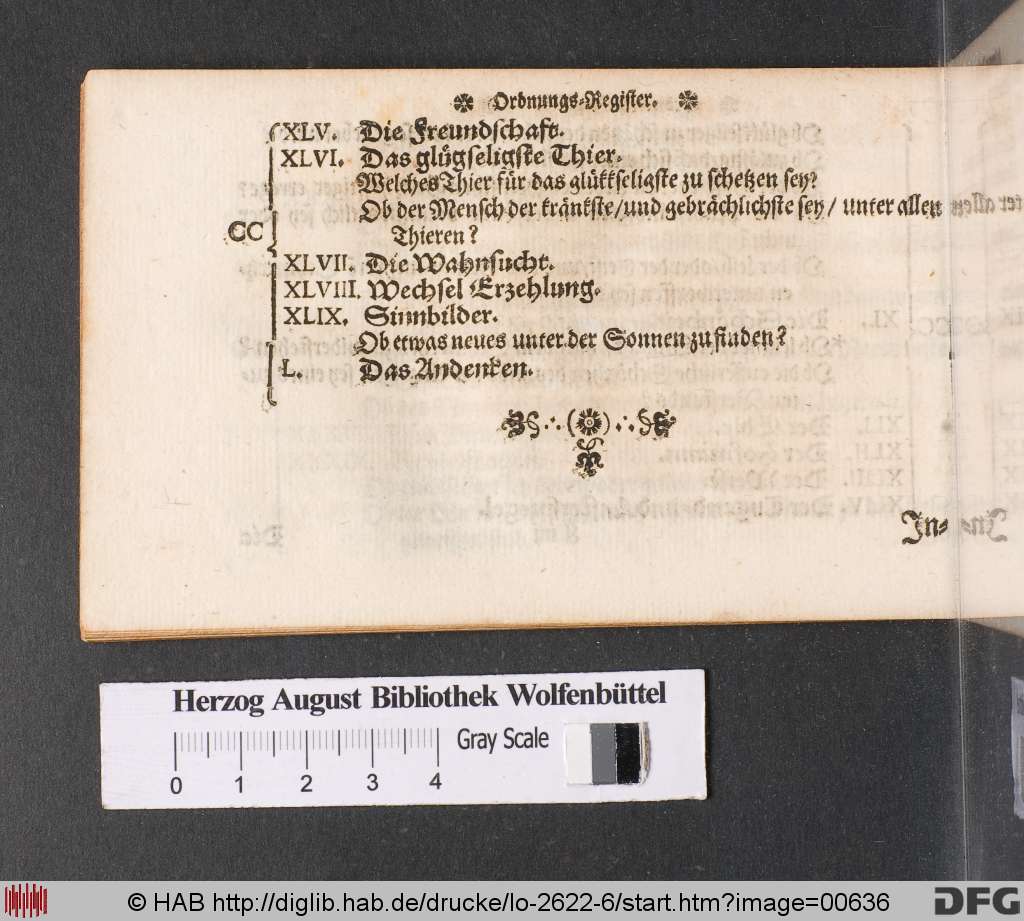 Ordnungs-Register.
XLV. Die Freundschaft.
XLVI. Das glügseligste Thier.
Welches Thier für das glükkseligste zu schetzen sey?
Ob der Mensch der kränkste/und gebrächlichste sey/ unter allen
Thieren?
CC
XLVII. Die Wahnsucht.
XLVIII. Wechsel Erzehlung.
XLIX. Sinnbilder.
Ob etwas neues unter der Sonnen zu finden?
L. Das Andenken.
Jn-
Herzog August Bibliothek Wolfenbüttel
Gray Scale
0 1 2 3 4
© HAB http://diglib.hab.de/drucke/lo-2622-6/start.htm?image=00636
DFG